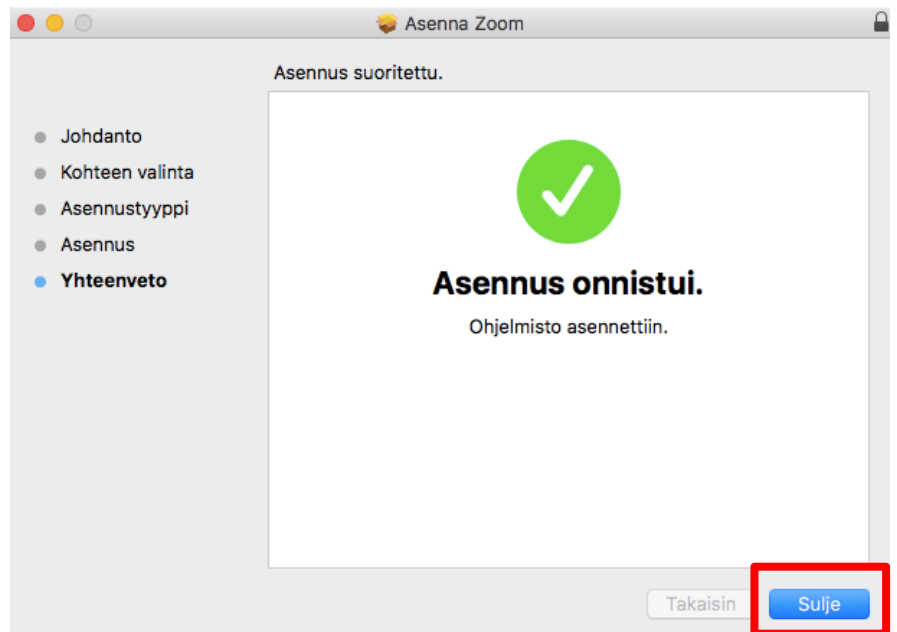 Asenna Zoom
Asennus suoritettu.
Johdanto
Kohteen valinta
Asennustyyppi
Asennus
Yhteenveto
Asennus onnistui.
Ohjelmisto asennettiin.
Takaisin
Sulje